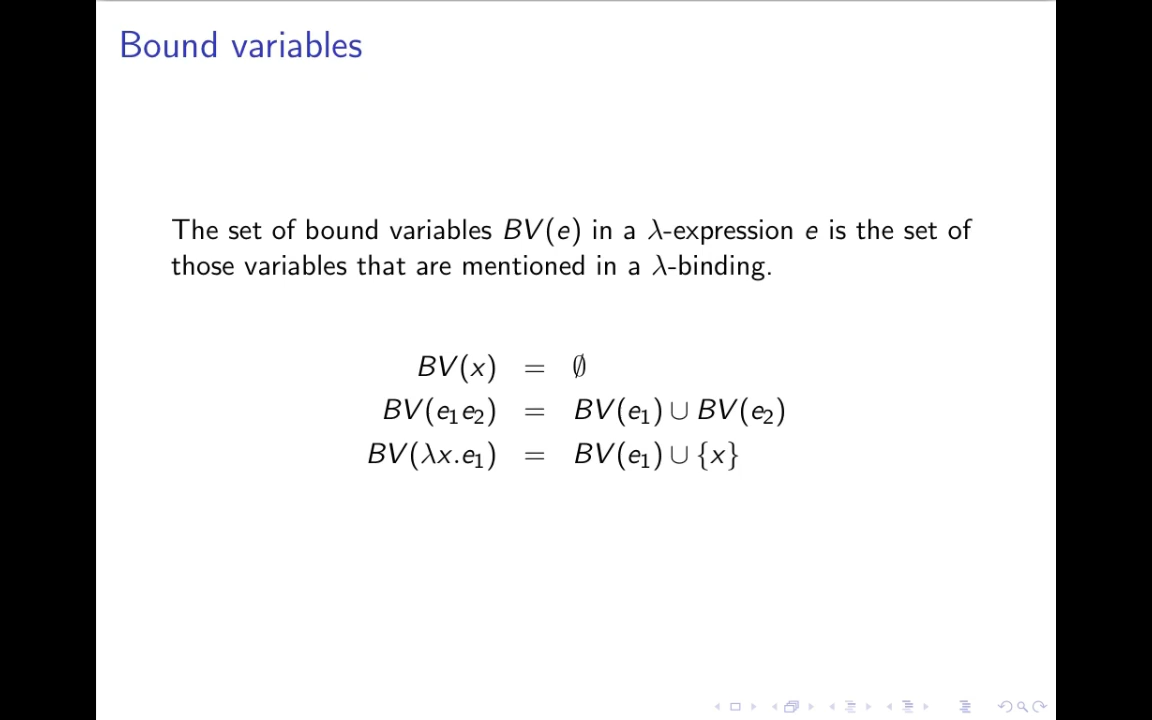 Bound variables
The set of bound variables BV(e) in a λ-expression e is the set of
those variables that are mentioned in a λ-binding.
BV(x) = ∅
BV(e₁e₂) = BV(e₁) ∪ BV(e₂)
BV(λx.e₁) = BV(e₁) ∪ {x}